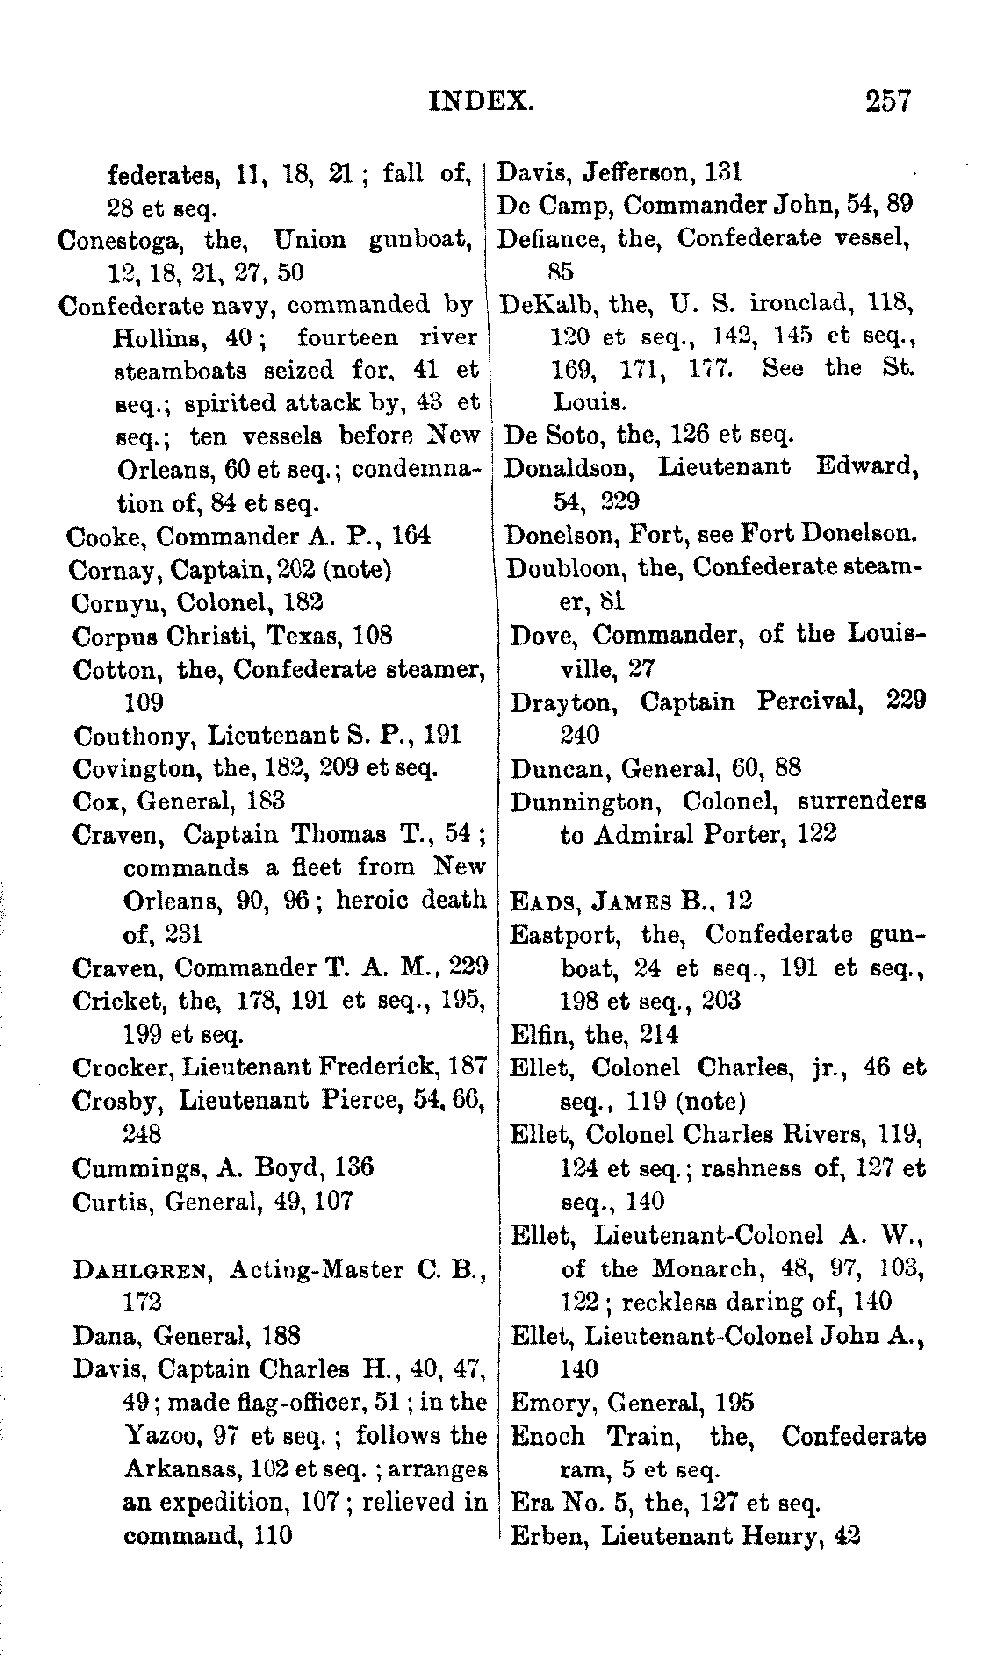 INDEX. 257
federates, 11, 18, 21; fall of,
28 et seq.
Conestoga, the, Union gunboat,
12, 18, 21, 27, 50
Confederate navy, commanded by
Hollins, 40; fourteen river
steamboats seized for, 41 et
seq.; spirited attack by, 43 et
seq.; ten vessels before New
Orleans, 60 et seq.; condemna-
tion of, 84 et seq.
Cooke, Commander A. P., 164
Cornay, Captain, 202 (note)
Cornyu, Colonel, 182
Corpus Christi, Texas, 108
Cotton, the, Confederate steamer,
109
Couthony, Lieutenant S. P., 191
Covington, the, 182, 209 et seq.
Cox, General, 183
Craven, Captain Thomas T., 54;
commands a fleet from New
Orleans, 90, 96; heroic death
of, 231
Craven, Commander T. A. M., 229
Cricket, the, 178, 191 et seq., 195,
199 et seq.
Crocker, Lieutenant Frederick, 187
Crosby, Lieutenant Pierce, 54, 66,
248
Cummings, A. Boyd, 136
Curtis, General, 49, 107
DAHLGREN, Acting-Master C. B.,
172
Dana, General, 188
Davis, Captain Charles H., 40, 47,
49; made flag-officer, 51; in the
Yazoo, 97 et seq.; follows the
Arkansas, 102 et seq.; arranges
an expedition, 107; relieved in
command, 110
Davis, Jefferson, 131
De Camp, Commander John, 54, 89
Defiance, the, Confederate vessel,
85
DeKalb, the, U. S. ironclad, 118,
120 et seq., 142, 145 et seq.,
169, 171, 177. See the St.
Louis.
De Soto, the, 126 et seq.
Donaldson, Lieutenant Edward,
54, 229
Donelson, Fort, see Fort Donelson.
Doubloon, the, Confederate steam-
er, 81
Dove, Commander, of the Louis-
ville, 27
Drayton, Captain Percival, 229
240
Duncan, General, 60, 88
Dunnington, Colonel, surrenders
to Admiral Porter, 122
EADS, JAMES B., 12
Eastport, the, Confederate gun-
boat, 24 et seq., 191 et seq.,
198 et seq., 203
Elfin, the, 214
Ellet, Colonel Charles, jr., 46 et
seq., 119 (note)
Ellet, Colonel Charles Rivers, 119,
124 et seq.; rashness of, 127 et
seq., 140
Ellet, Lieutenant-Colonel A. W.,
of the Monarch, 48, 97, 103,
122; reckless daring of, 140
Ellet, Lieutenant-Colonel John A.,
140
Emory, General, 195
Enoch Train, the, Confederate
ram, 5 et seq.
Era No. 5, the, 127 et seq.
Erben, Lieutenant Henry, 42